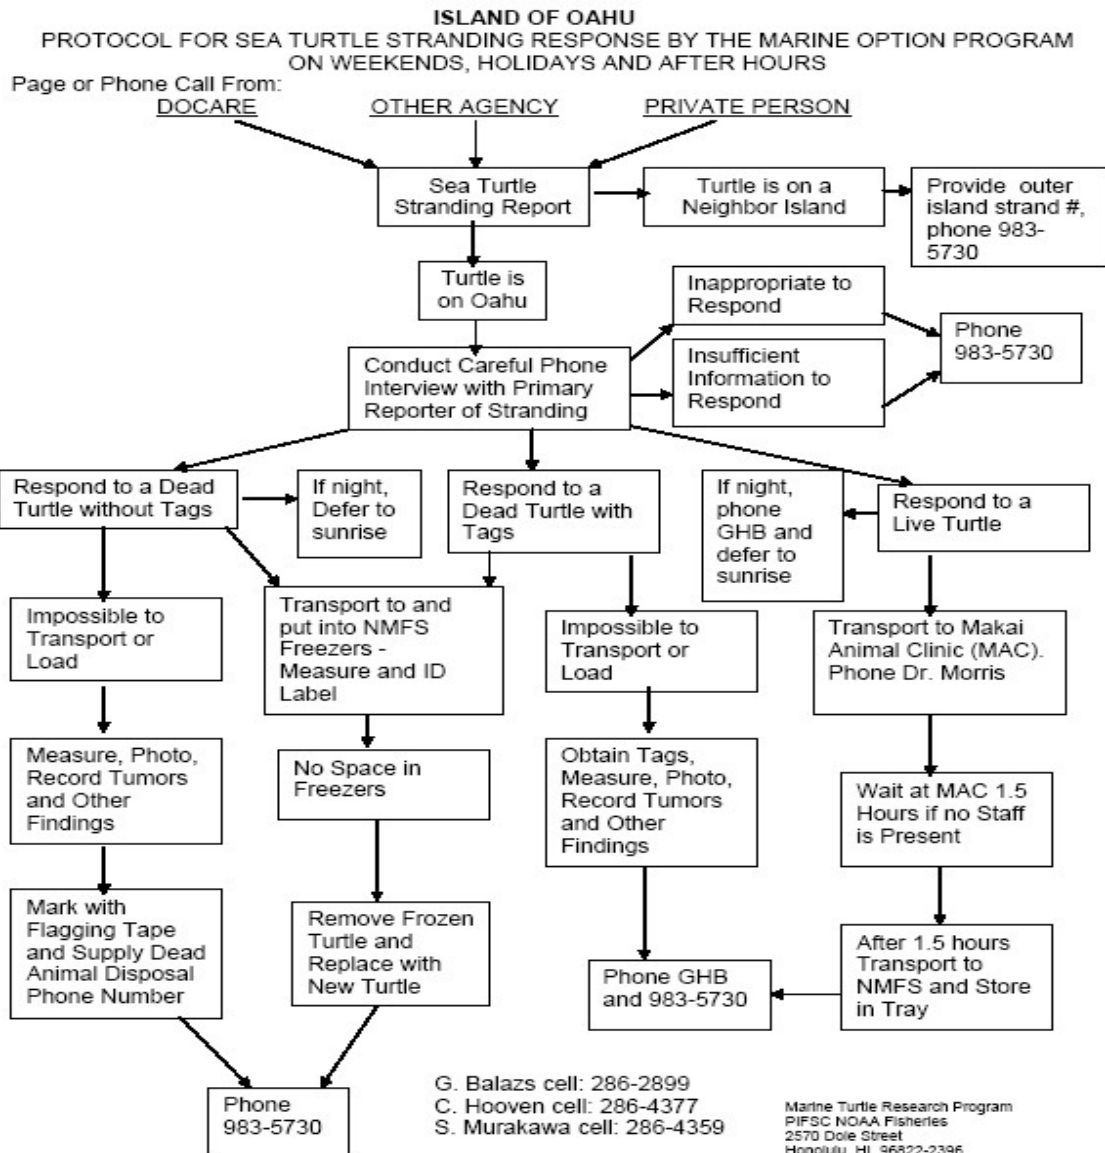 ISLAND OF OAHU
PROTOCOL FOR SEA TURTLE STRANDING RESPONSE BY THE MARINE OPTION PROGRAM
ON WEEKENDS, HOLIDAYS AND AFTER HOURS
Page or Phone Call From:
DOCARE
OTHER AGENCY
PRIVATE PERSON
Sea Turtle
Stranding Report
Turtle is on a
Neighbor Island
Provide outer
island strand #,
phone 983-
5730
Turtle is
on Oahu
Inappropriate to
Respond
Phone
983-5730
Conduct Careful Phone
Interview with Primary
Reporter of Stranding
Insufficient
Information to
Respond
Respond to a Dead
Turtle without Tags
If night,
Defer to
sunrise
Respond to a
Dead Turtle with
Tags
If night,
phone
GHB and
defer to
sunrise
Respond to a
Live Turtle
Impossible to
Transport or
Load
Transport to and
put into NMFS
Freezers -
Measure and ID
Label
Impossible to
Transport or
Load
Transport to Makai
Animal Clinic (MAC).
Phone Dr. Morris
Measure, Photo,
Record Tumors
and Other
Findings
No Space in
Freezers
Obtain Tags,
Measure, Photo,
Record Tumors
and Other
Findings
Wait at MAC 1.5
Hours if no Staff
is Present
Mark with
Flagging Tape
and Supply Dead
Animal Disposal
Phone Number
Remove Frozen
Turtle and
Replace with
New Turtle
Phone GHB
and 983-5730
After 1.5 hours
Transport to
NMFS and Store
in Tray
Phone
983-5730
G. Balazs cell: 286-2899
C. Hooven cell: 286-4377
S. Murakawa cell: 286-4359
Marine Turtle Research Program
PIFSC NOAA Fisheries
2570 Dole Street
Honolulu, HI, 96822-2396